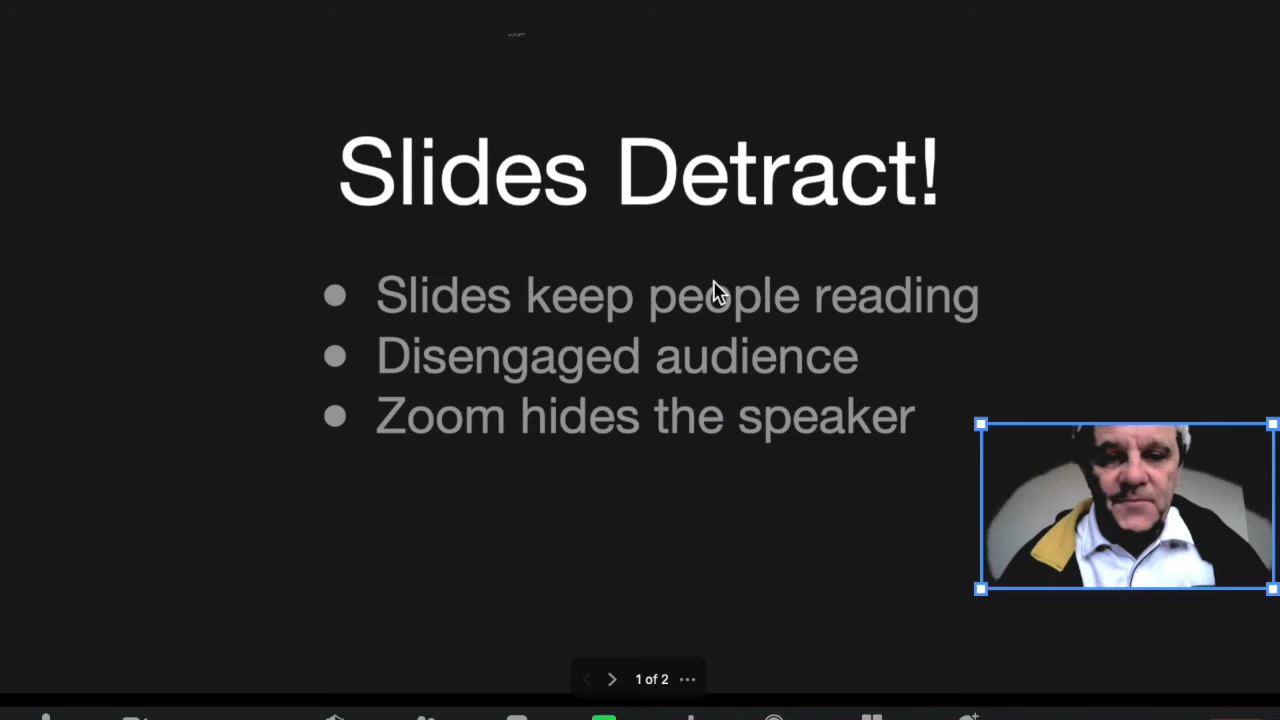 Slides Detract!
● Slides keep people reading
● Disengaged audience
● Zoom hides the speaker
1 of 2